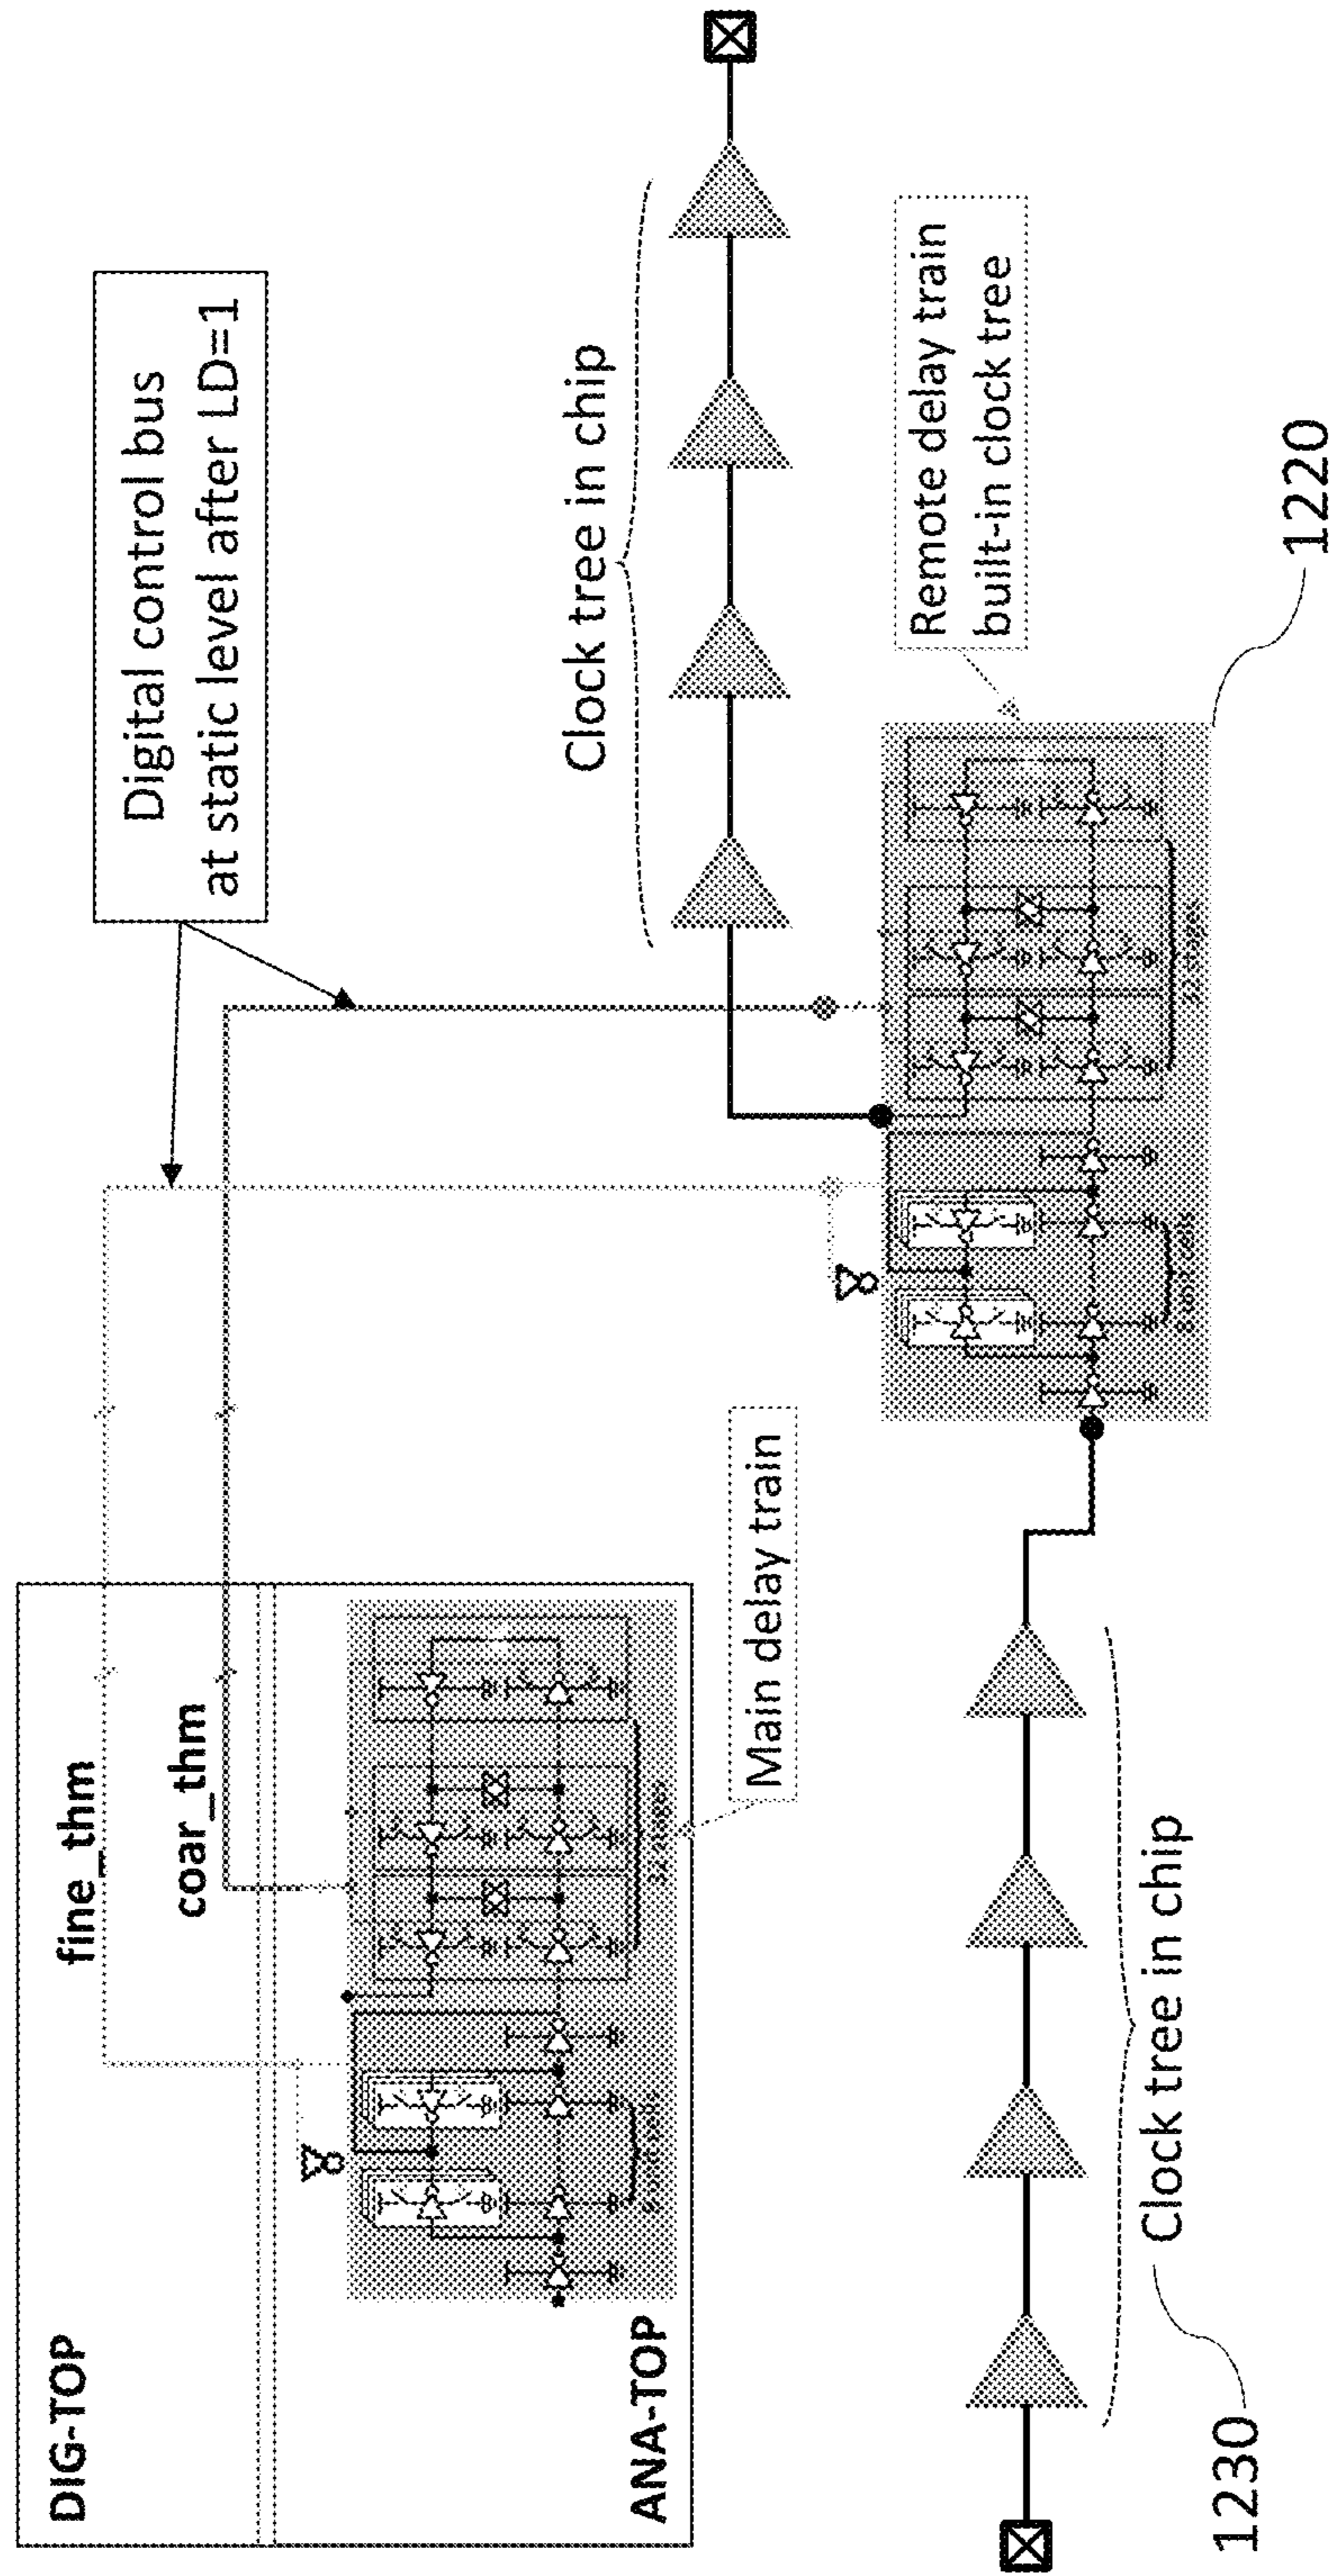 DIG-TOP
fine_thm
coar_thm
ANA-TOP
Main delay train
Digital control bus
at static level after LD=1
Clock tree in chip
Remote delay train
built-in clock tree
1220
Clock tree in chip
1230